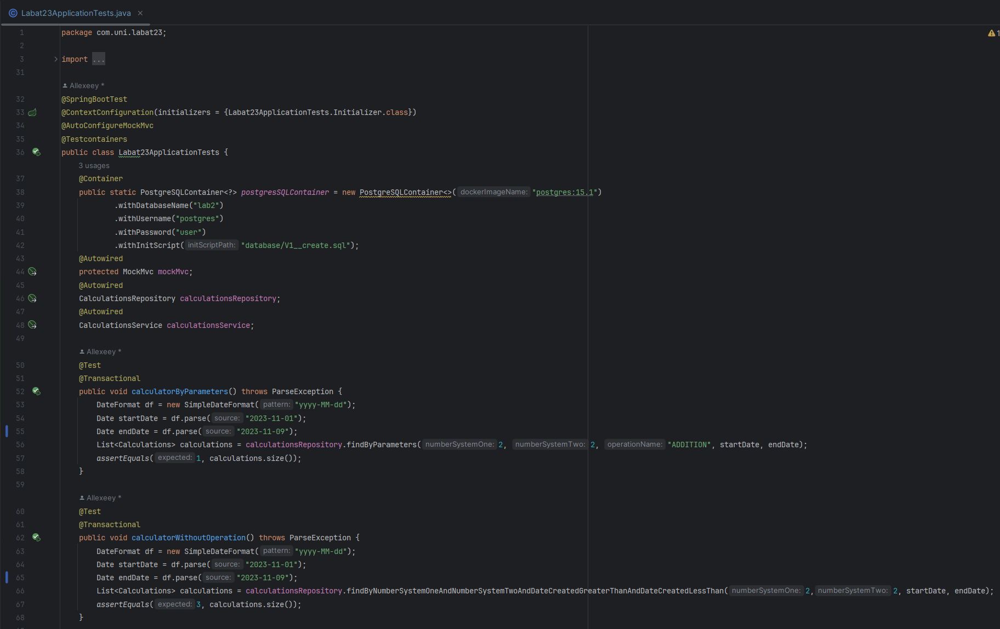 Labat23ApplicationTests.java
1 package com.uni.labat23;
2
3 import ...
31
Allexeey *
32 @SpringBootTest
33 @ContextConfiguration(initializers = {Labat23ApplicationTests.Initializer.class})
34 @AutoConfigureMockMvc
35 @Testcontainers
36 public class Labat23ApplicationTests {
3 usages
37 @Container
38 public static PostgreSQLContainer<?> postgresSQLContainer = new PostgreSQLContainer<>( dockerImageName: "postgres:15.1")
39 .withDatabaseName("lab2")
40 .withUsername("postgres")
41 .withPassword("user")
42 .withInitScript( initScriptPath: "database/V1__create.sql");
43 @Autowired
44 protected MockMvc mockMvc;
45 @Autowired
46 CalculationsRepository calculationsRepository;
47 @Autowired
48 CalculationsService calculationsService;
49
Allexeey *
50 @Test
51 @Transactional
52 public void calculatorByParameters() throws ParseException {
53 DateFormat df = new SimpleDateFormat( pattern: "yyyy-MM-dd");
54 Date startDate = df.parse( source: "2023-11-01");
55 Date endDate = df.parse( source: "2023-11-09");
56 List<Calculations> calculations = calculationsRepository.findByParameters( numberSystemOne: 2, numberSystemTwo: 2, operationName: "ADDITION", startDate, endDate);
57 assertEquals( expected: 1, calculations.size());
58 }
59
Allexeey *
60 @Test
61 @Transactional
62 public void calculatorWithoutOperation() throws ParseException {
63 DateFormat df = new SimpleDateFormat( pattern: "yyyy-MM-dd");
64 Date startDate = df.parse( source: "2023-11-01");
65 Date endDate = df.parse( source: "2023-11-09");
66 List<Calculations> calculations = calculationsRepository.findByNumberSystemOneAndNumberSystemTwoAndDateCreatedGreaterThanAndDateCreatedLessThan( numberSystemOne: 2, numberSystemTwo: 2, startDate, endDate);
67 assertEquals( expected: 3, calculations.size());
68 }